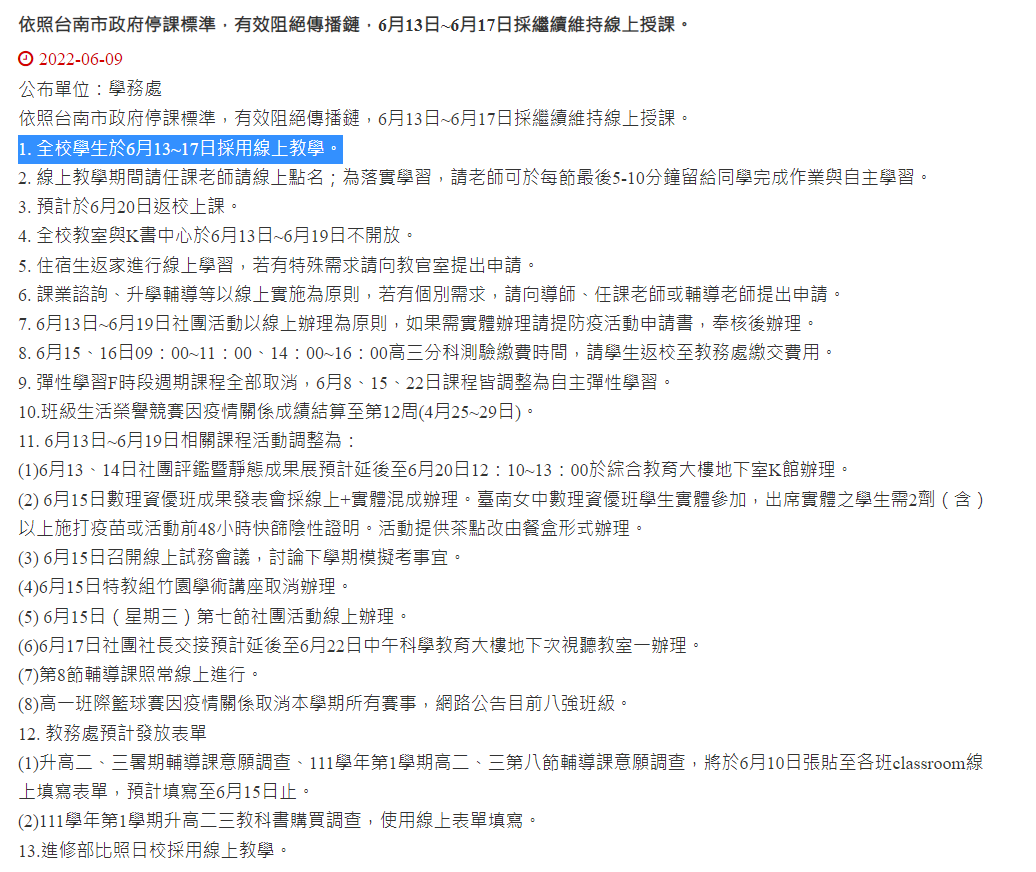 依照台南市政府停課標準，有效阻絕傳播鏈，6月13日~6月17日採繼續維持線上授課。
2022-06-09
公布單位：學務處
依照台南市政府停課標準，有效阻絕傳播鏈，6月13日~6月17日採繼續維持線上授課。
1. 全校學生於6月13~17日採用線上教學。
2. 線上教學期間請任課老師請線上點名；為落實學習，請老師可於每節最後5-10分鐘留給同學完成作業與自主學習。
3. 預計於6月20日返校上課。
4. 全校教室與K書中心於6月13日~6月19日不開放。
5. 住宿生返家進行線上學習，若有特殊需求請向教官室提出申請。
6. 課業諮詢、升學輔導等以線上實施為原則，若有個別需求，請向導師、任課老師或輔導老師提出申請。
7. 6月13日~6月19日社團活動以線上辦理為原則，如果需實體辦理請提防疫活動申請書，奉核後辦理。
8. 6月15、16日09：00~11：00、14：00~16：00高三分科測驗繳費時間，請學生返校至教務處繳交費用。
9. 彈性學習F時段週期課程全部取消，6月8、15、22日課程皆調整為自主彈性學習。
10.班級生活榮譽競賽因疫情關係成績結算至第12周(4月25~29日)。
11. 6月13日~6月19日相關課程活動調整為：
(1)6月13、14日社團評鑑暨靜態成果展預計延後至6月20日12：10~13：00於綜合教育大樓地下室K館辦理。
(2) 6月15日數理資優班成果發表會採線上+實體混成辦理。臺南女中數理資優班學生實體參加，出席實體之學生需2劑（含）
以上施打疫苗或活動前48小時快篩陰性證明。活動提供茶點改由餐盒形式辦理。
(3) 6月15日召開線上試務會議，討論下學期模擬考事宜。
(4)6月15日特教組竹園學術講座取消辦理。
(5) 6月15日（星期三）第七節社團活動線上辦理。
(6)6月17日社團社長交接預計延後至6月22日中午科學教育大樓地下次視聽教室一辦理。
(7)第8節輔導課照常線上進行。
(8)高一班際籃球賽因疫情關係取消本學期所有賽事，網路公告目前八強班級。
12. 教務處預計發放表單
(1)升高二、三暑期輔導課意願調查、111學年第1學期高二、三第八節輔導課意願調查，將於6月10日張貼至各班classroom線
上填寫表單，預計填寫至6月15日止。
(2)111學年第1學期升高二三教科書購買調查，使用線上表單填寫。
13.進修部比照日校採用線上教學。